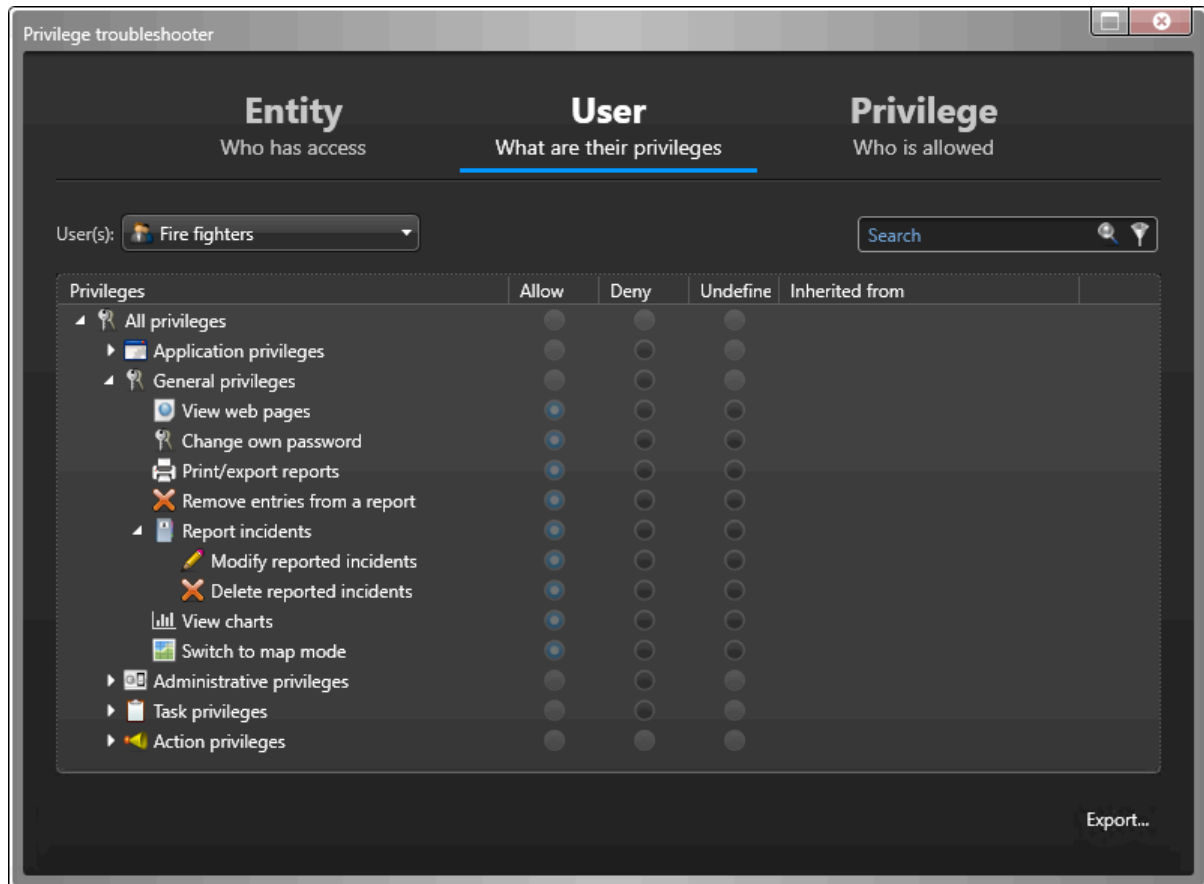 Privilege troubleshooter
Entity User Privilege
Who has access What are their privileges Who is allowed
User(s): Fire fighters Search
Privileges Allow Deny Undefine Inherited from
All privileges
Application privileges
General privileges
View web pages
Change own password
Print/export reports
Remove entries from a report
Report incidents
Modify reported incidents
Delete reported incidents
View charts
Switch to map mode
Administrative privileges
Task privileges
Action privileges
Export...